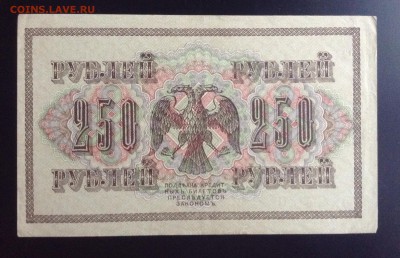 COINS.LAVE.RU
РУБЛЕЙ РУБЛЕЙ
250 250
РУБЛЕЙ РУБЛЕЙ
ПОДДѢЛКА КРЕДИТ-
НЫХЪ БИЛЕТОВЪ
ПРЕСЛѢДУЕТСЯ
ЗАКОНОМЪ.